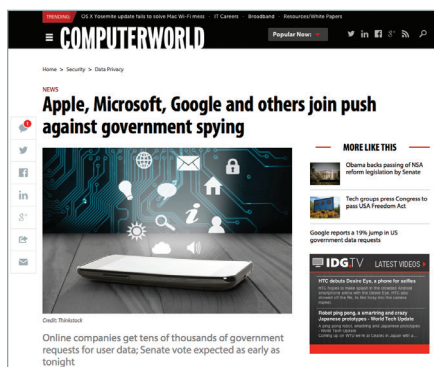 TRENDING: OS X Yosemite update fails to solve Mac Wi-Fi mess · IT Careers · Broadband · Resources/White Papers
COMPUTERWORLD
Popular Now:
Home > Security > Data Privacy
NEWS
Apple, Microsoft, Google and others join push
against government spying
MORE LIKE THIS
Obama backs passing of NSA
reform legislation by Senate
Tech groups press Congress to
pass USA Freedom Act
Google reports a 19% jump in US
government data requests
IDGTV LATEST VIDEOS
HTC debuts Desire Eye, a phone for selfies
Robot ping pong, a smartring and crazy
Japanese prototypes - World Tech Update
Credit: Thinkstock
Online companies get tens of thousands of government
requests for user data; Senate vote expected as early as
tonight